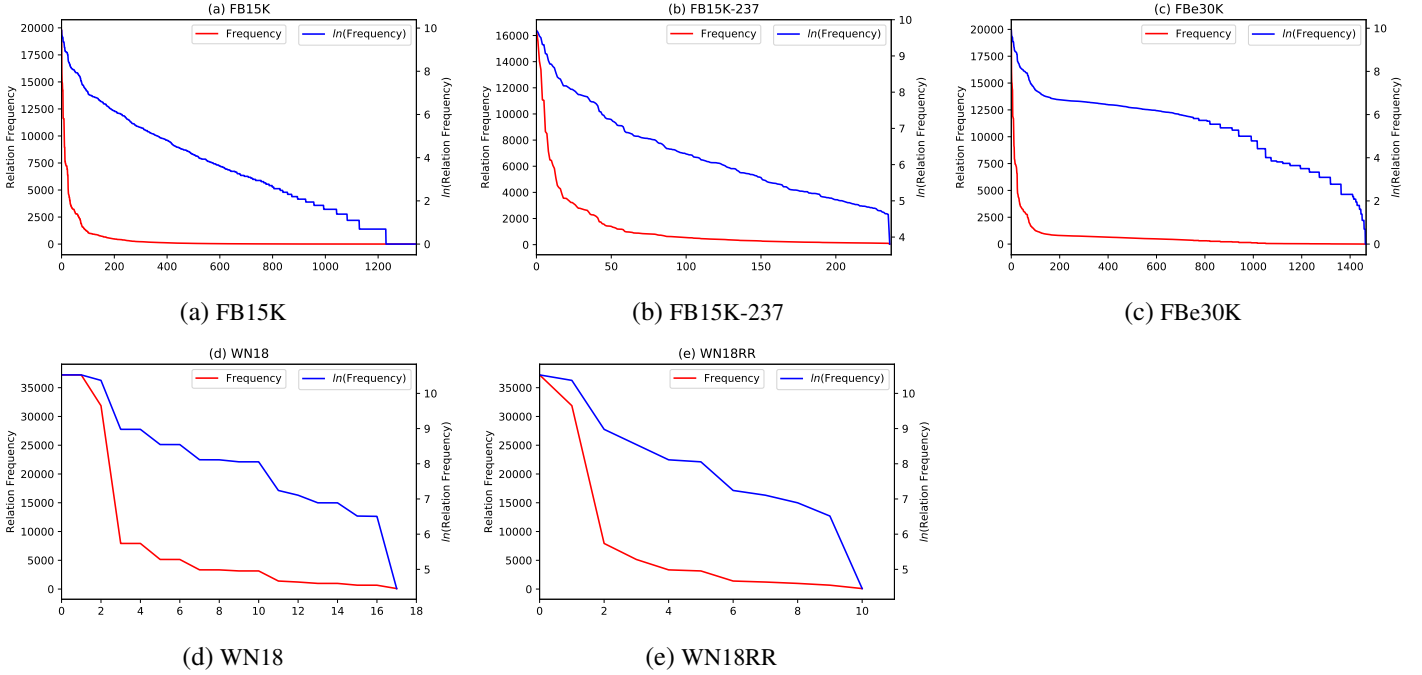 (a) FB15K
Frequency
ln(Frequency)
Relation Frequency
ln(Relation Frequency)
20000
17500
15000
12500
10000
7500
5000
2500
0
10
8
6
4
2
0
0 200 400 600 800 1000 1200
(a) FB15K
(b) FB15K-237
Frequency
ln(Frequency)
Relation Frequency
ln(Relation Frequency)
16000
14000
12000
10000
8000
6000
4000
2000
0
10
9
8
7
6
5
4
0 50 100 150 200
(b) FB15K-237
(c) FBe30K
Frequency
ln(Frequency)
Relation Frequency
ln(Relation Frequency)
20000
17500
15000
12500
10000
7500
5000
2500
0
10
8
6
4
2
0
0 200 400 600 800 1000 1200 1400
(c) FBe30K
(d) WN18
Frequency
ln(Frequency)
Relation Frequency
ln(Relation Frequency)
35000
30000
25000
20000
15000
10000
5000
0
10
9
8
7
6
5
0 2 4 6 8 10 12 14 16 18
(d) WN18
(e) WN18RR
Frequency
ln(Frequency)
Relation Frequency
ln(Relation Frequency)
35000
30000
25000
20000
15000
10000
5000
0
10
9
8
7
6
5
0 2 4 6 8 10
(e) WN18RR